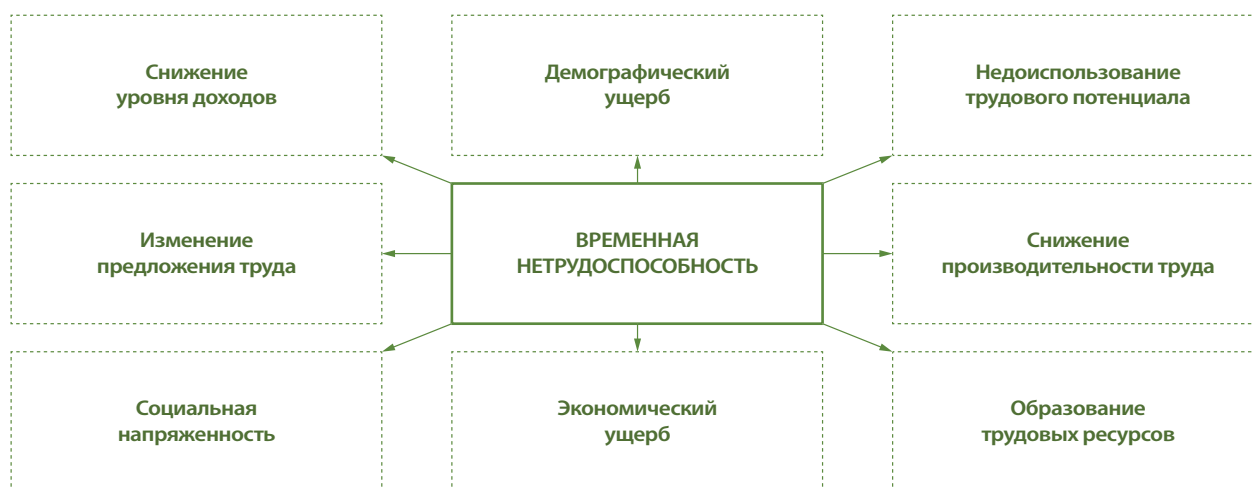 Снижение
уровня доходов
Демографический
ущерб
Недоиспользование
трудового потенциала
Изменение
предложения труда
ВРЕМЕННАЯ
НЕТРУДОСПОСОБНОСТЬ
Снижение
производительности труда
Социальная
напряженность
Экономический
ущерб
Образование
трудовых ресурсов